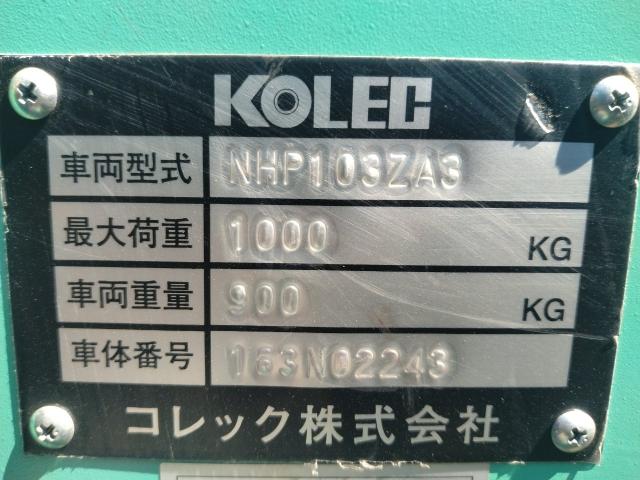 KOLEC
車両型式 NHP103ZA3
最大荷重 1000 KG
車両重量 900 KG
車体番号 163N02243
コレック株式会社